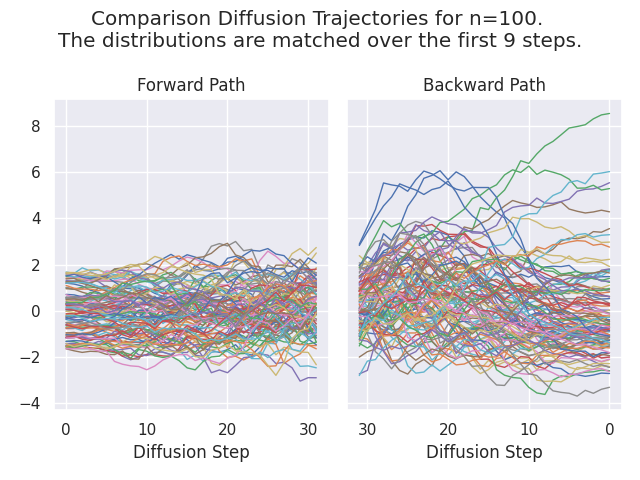 Comparison Diffusion Trajectories for n=100.
The distributions are matched over the first 9 steps.
Forward Path
Backward Path
8
6
4
2
0
−2
−4
0 10 20 30
30 20 10 0
Diffusion Step
Diffusion Step